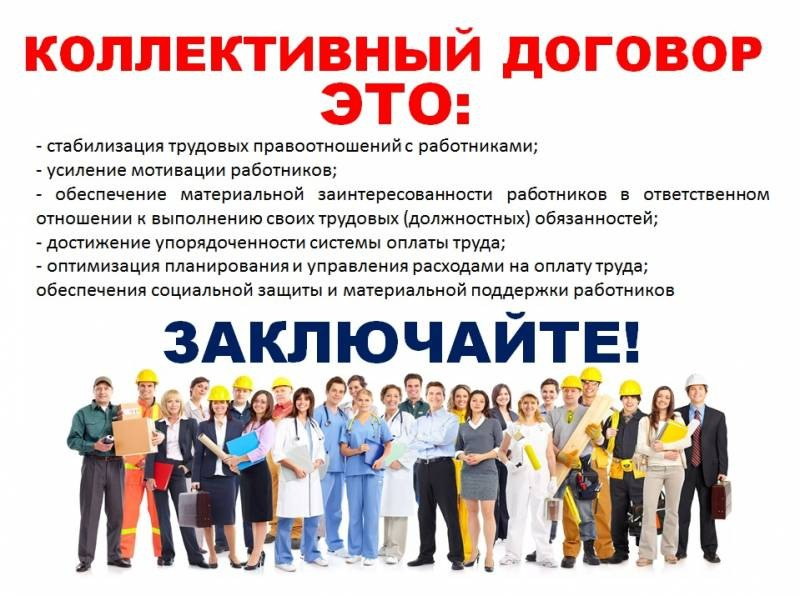 КОЛЛЕКТИВНЫЙ ДОГОВОР
ЭТО:
- стабилизация трудовых правоотношений с работниками;
- усиление мотивации работников;
- обеспечение материальной заинтересованности работников в ответственном
отношении к выполнению своих трудовых (должностных) обязанностей;
- достижение упорядоченности системы оплаты труда;
- оптимизация планирования и управления расходами на оплату труда;
обеспечения социальной защиты и материальной поддержки работников
ЗАКЛЮЧАЙТЕ!